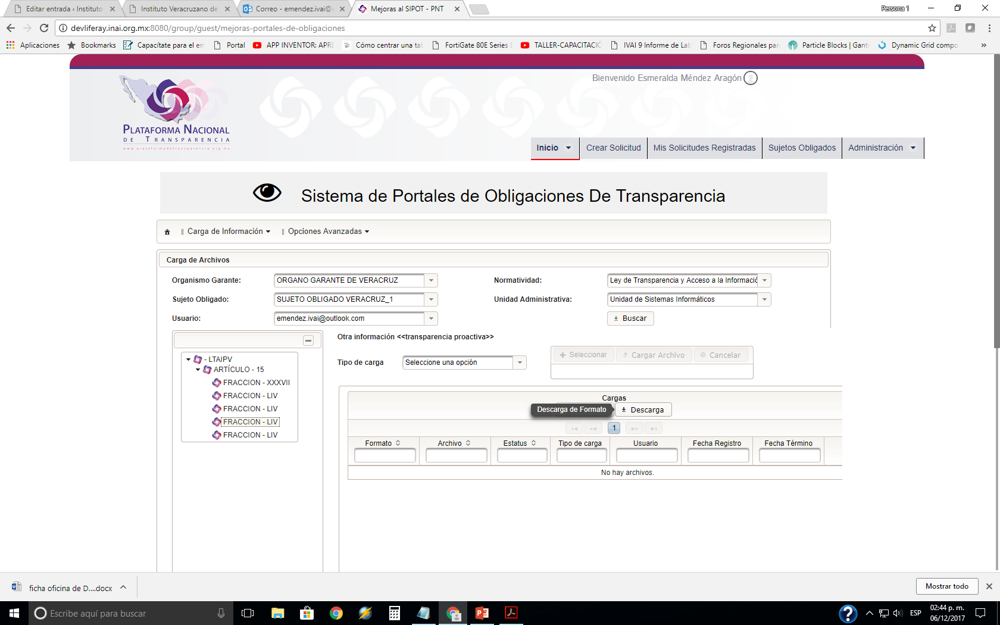 Editar entrada ‹ Instituto
Instituto Veracruzano de
Correo - emendez.ivai@
Mejoras al SIPOT - PNT
Persona 1
devliferay.inai.org.mx:8080/group/guest/mejoras-portales-de-obligaciones
Aplicaciones
Bookmarks
Capacítate para el em
Portal
APP INVENTOR: APRE
Cómo centrar una ta
FortiGate 80E Series
TALLER-CAPACITACIÓ
IVAI 9 Informe de Lab
Foros Regionales par
Particle Blocks | Gant
Dynamic Grid compo
»
Bienvenido Esmeralda Méndez Aragón
PLATAFORMA NACIONAL
DE TRANSPARENCIA
www.plataformadetransparencia.org.mx
Inicio
Crear Solicitud
Mis Solicitudes Registradas
Sujetos Obligados
Administración
Sistema de Portales de Obligaciones De Transparencia
Carga de Información
Opciones Avanzadas
Carga de Archivos
Organismo Garante:
ORGANO GARANTE DE VERACRUZ
Normatividad:
Ley de Transparencia y Acceso a la Informació
Sujeto Obligado:
SUJETO OBLIGADO VERACRUZ_1
Unidad Administrativa:
Unidad de Sistemas Informáticos
Usuario:
emendez.ivai@outlook.com
Buscar
- LTAIPV
ARTÍCULO - 15
FRACCION - XXXVII
FRACCION - LIV
FRACCION - LIV
FRACCION - LIV
FRACCION - LIV
Otra información <<transparencia proactiva>>
Tipo de carga
Seleccione una opción
Seleccionar
Cargar Archivo
Cancelar
Cargas
Descarga de Formato
Descarga
1
Formato
Archivo
Estatus
Tipo de carga
Usuario
Fecha Registro
Fecha Término
No hay archivos.
ficha oficina de D....docx
Mostrar todo
Escribe aquí para buscar
ESP
02:44 p. m.
06/12/2017